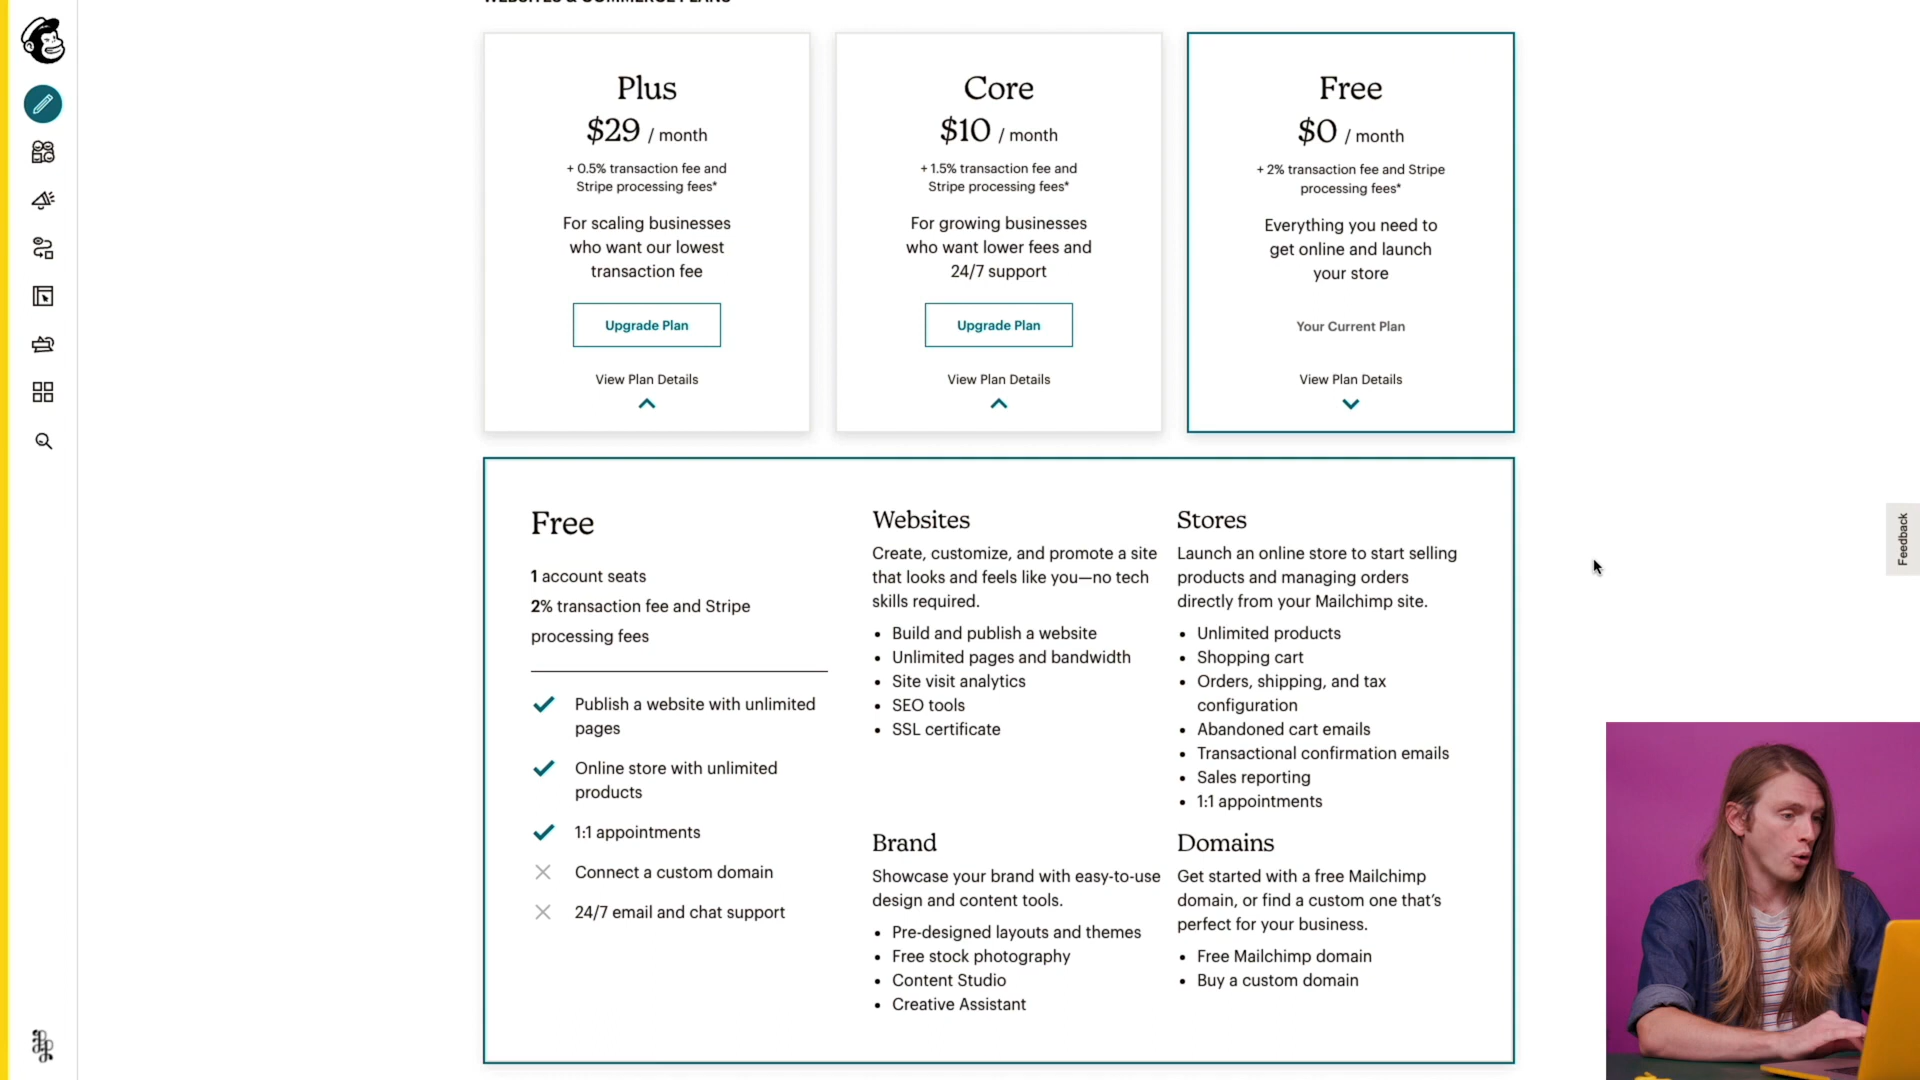 WEBSITES & COMMERCE PLANS
Plus
$29 / month
+ 0.5% transaction fee and
Stripe processing fees*
For scaling businesses
who want our lowest
transaction fee
Upgrade Plan
View Plan Details
Core
$10 / month
+ 1.5% transaction fee and
Stripe processing fees*
For growing businesses
who want lower fees and
24/7 support
Upgrade Plan
View Plan Details
Free
$0 / month
+ 2% transaction fee and Stripe
processing fees*
Everything you need to
get online and launch
your store
Your Current Plan
View Plan Details
Free
1 account seats
2% transaction fee and Stripe
processing fees
Publish a website with unlimited
pages
Online store with unlimited
products
1:1 appointments
Connect a custom domain
24/7 email and chat support
Websites
Create, customize, and promote a site
that looks and feels like you—no tech
skills required.
• Build and publish a website
• Unlimited pages and bandwidth
• Site visit analytics
• SEO tools
• SSL certificate
Stores
Launch an online store to start selling
products and managing orders
directly from your Mailchimp site.
• Unlimited products
• Shopping cart
• Orders, shipping, and tax
configuration
• Abandoned cart emails
• Transactional confirmation emails
• Sales reporting
• 1:1 appointments
Brand
Showcase your brand with easy-to-use
design and content tools.
• Pre-designed layouts and themes
• Free stock photography
• Content Studio
• Creative Assistant
Domains
Get started with a free Mailchimp
domain, or find a custom one that's
perfect for your business.
• Free Mailchimp domain
• Buy a custom domain
Feedback